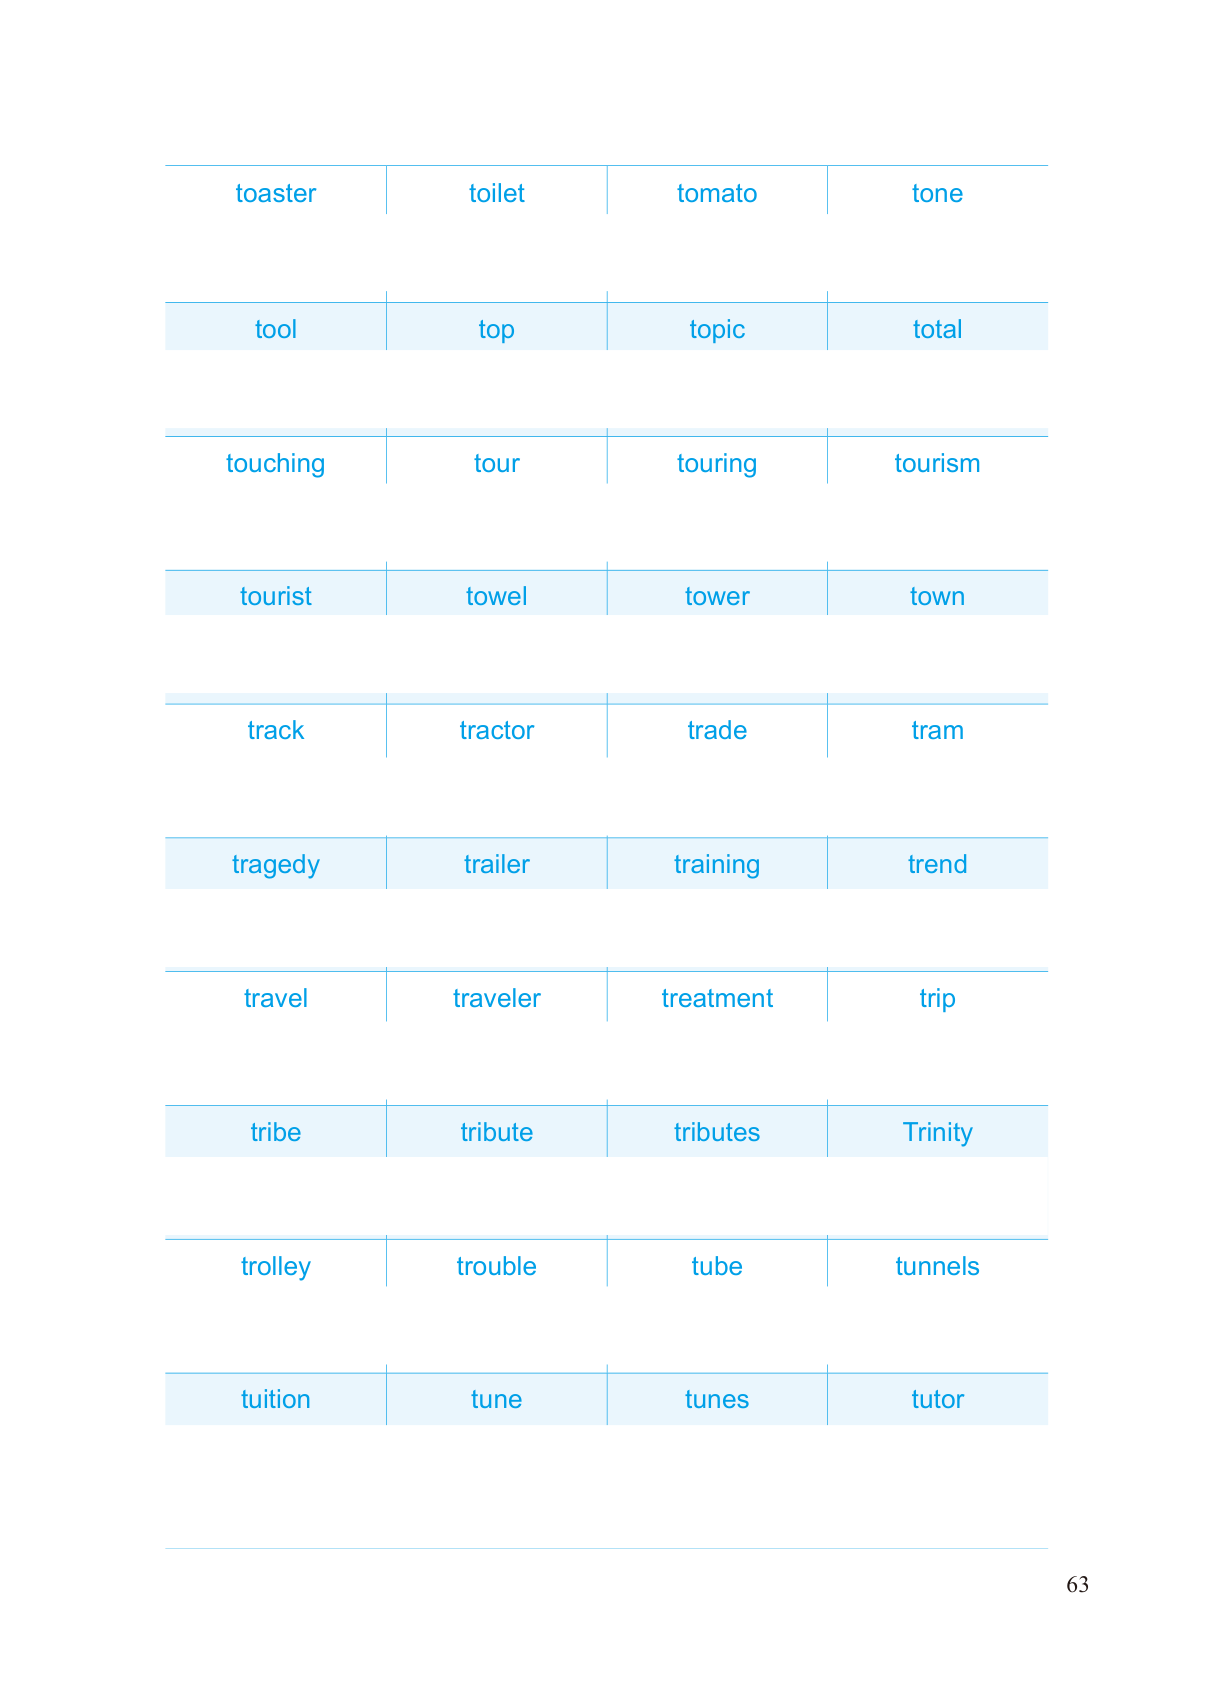 toaster toilet tomato tone
tool top topic total
touching tour touring tourism
tourist towel tower town
track tractor trade tram
tragedy trailer training trend
travel traveler treatment trip
tribe tribute tributes Trinity
trolley trouble tube tunnels
tuition tune tunes tutor
63